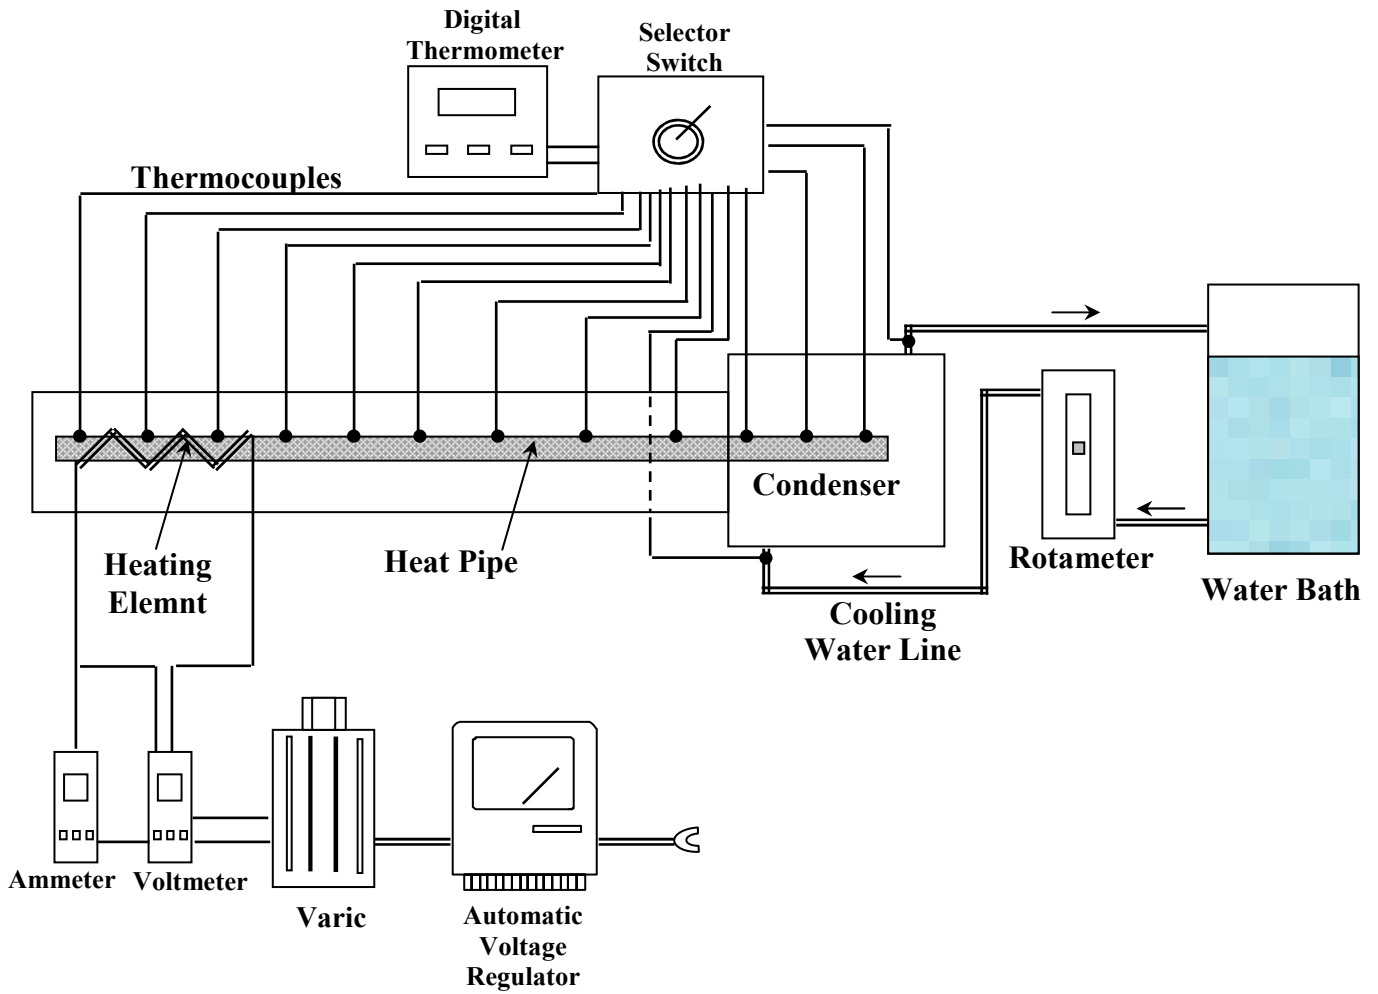 Digital
Thermometer
Selector
Switch
Thermocouples
Condenser
Heating
Elemnt
Heat Pipe
Rotameter
Water Bath
Cooling
Water Line
Ammeter
Voltmeter
Varic
Automatic
Voltage
Regulator